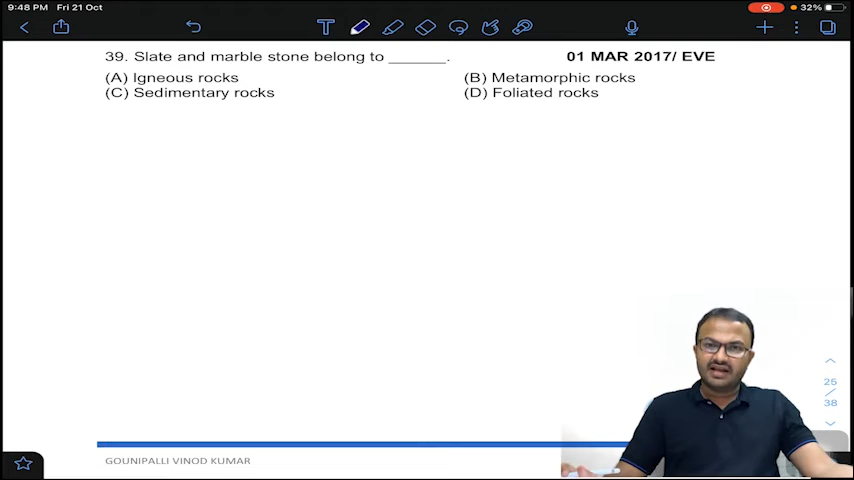 9:48 PM Fri 21 Oct
32%
39. Slate and marble stone belong to _______. 01 MAR 2017/ EVE
(A) Igneous rocks (B) Metamorphic rocks
(C) Sedimentary rocks (D) Foliated rocks
25
/
38
GOUNIPALLI VINOD KUMAR